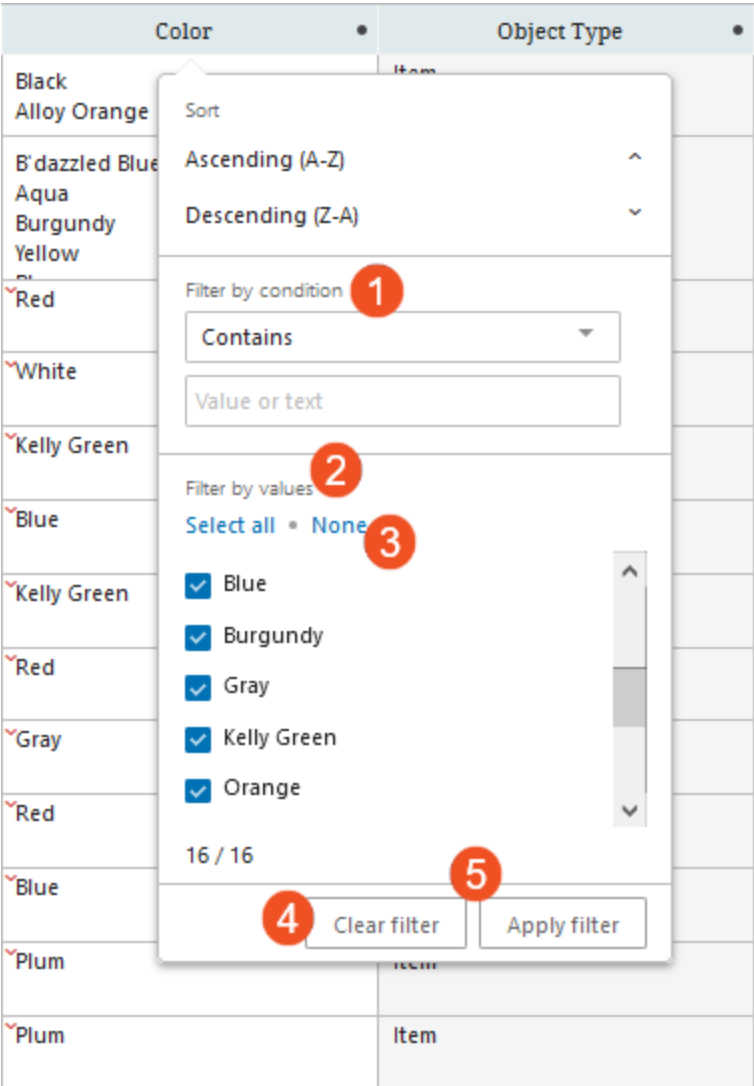 Color
Object Type
Black
Alloy Orange
Item
B'dazzled Blue
Aqua
Burgundy
Yellow
Red
White
Kelly Green
Blue
Kelly Green
Red
Gray
Red
Blue
Plum
Item
Plum
Item
Sort
Ascending (A-Z)
Descending (Z-A)
Filter by condition 1
Contains
Value or text
Filter by values 2
Select all • None 3
Blue
Burgundy
Gray
Kelly Green
Orange
16 / 16
4 Clear filter
5 Apply filter